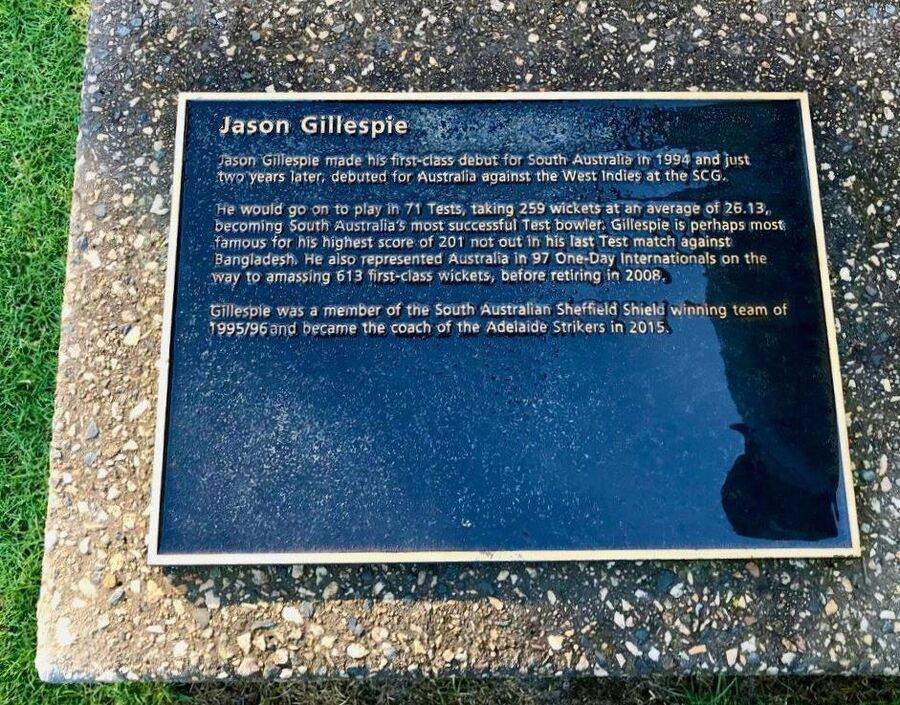 Jason Gillespie
Jason Gillespie made his first-class debut for South Australia in 1994 and just
two years later, debuted for Australia against the West Indies at the SCG.
He would go on to play in 71 Tests, taking 259 wickets at an average of 26.13,
becoming South Australia's most successful Test bowler. Gillespie is perhaps most
famous for his highest score of 201 not out in his last Test match against
Bangladesh. He also represented Australia in 97 One-Day Internationals on the
way to amassing 613 first-class wickets, before retiring in 2008.
Gillespie was a member of the South Australian Sheffield Shield winning team of
1995/96 and became the coach of the Adelaide Strikers in 2015.